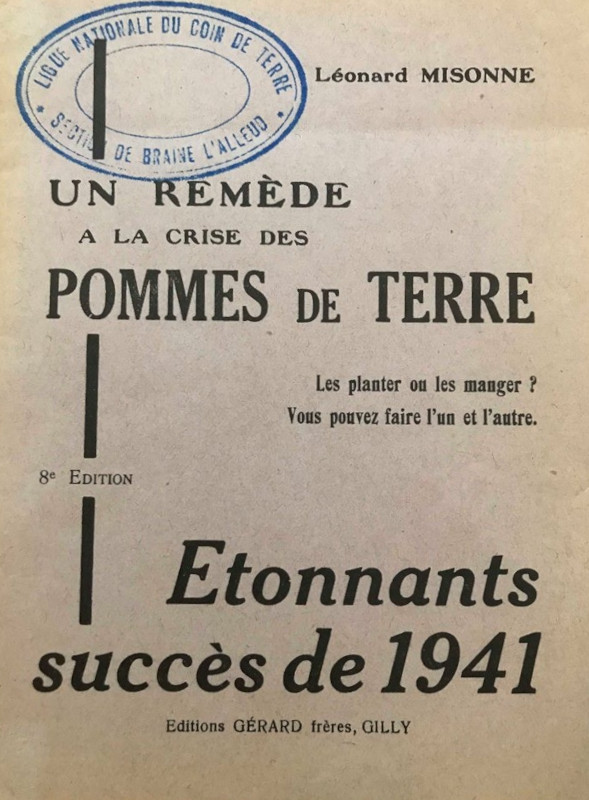 LIGUE NATIONALE DU COIN DE TERRE
* SECTION DE BRAINE L'ALLEUD *
Léonard MISONNE
UN REMÈDE
A LA CRISE DES
POMMES DE TERRE
Les planter ou les manger ?
Vous pouvez faire l'un et l'autre.
8e EDITION
Etonnants
succès de 1941
Editions GÉRARD frères, GILLY